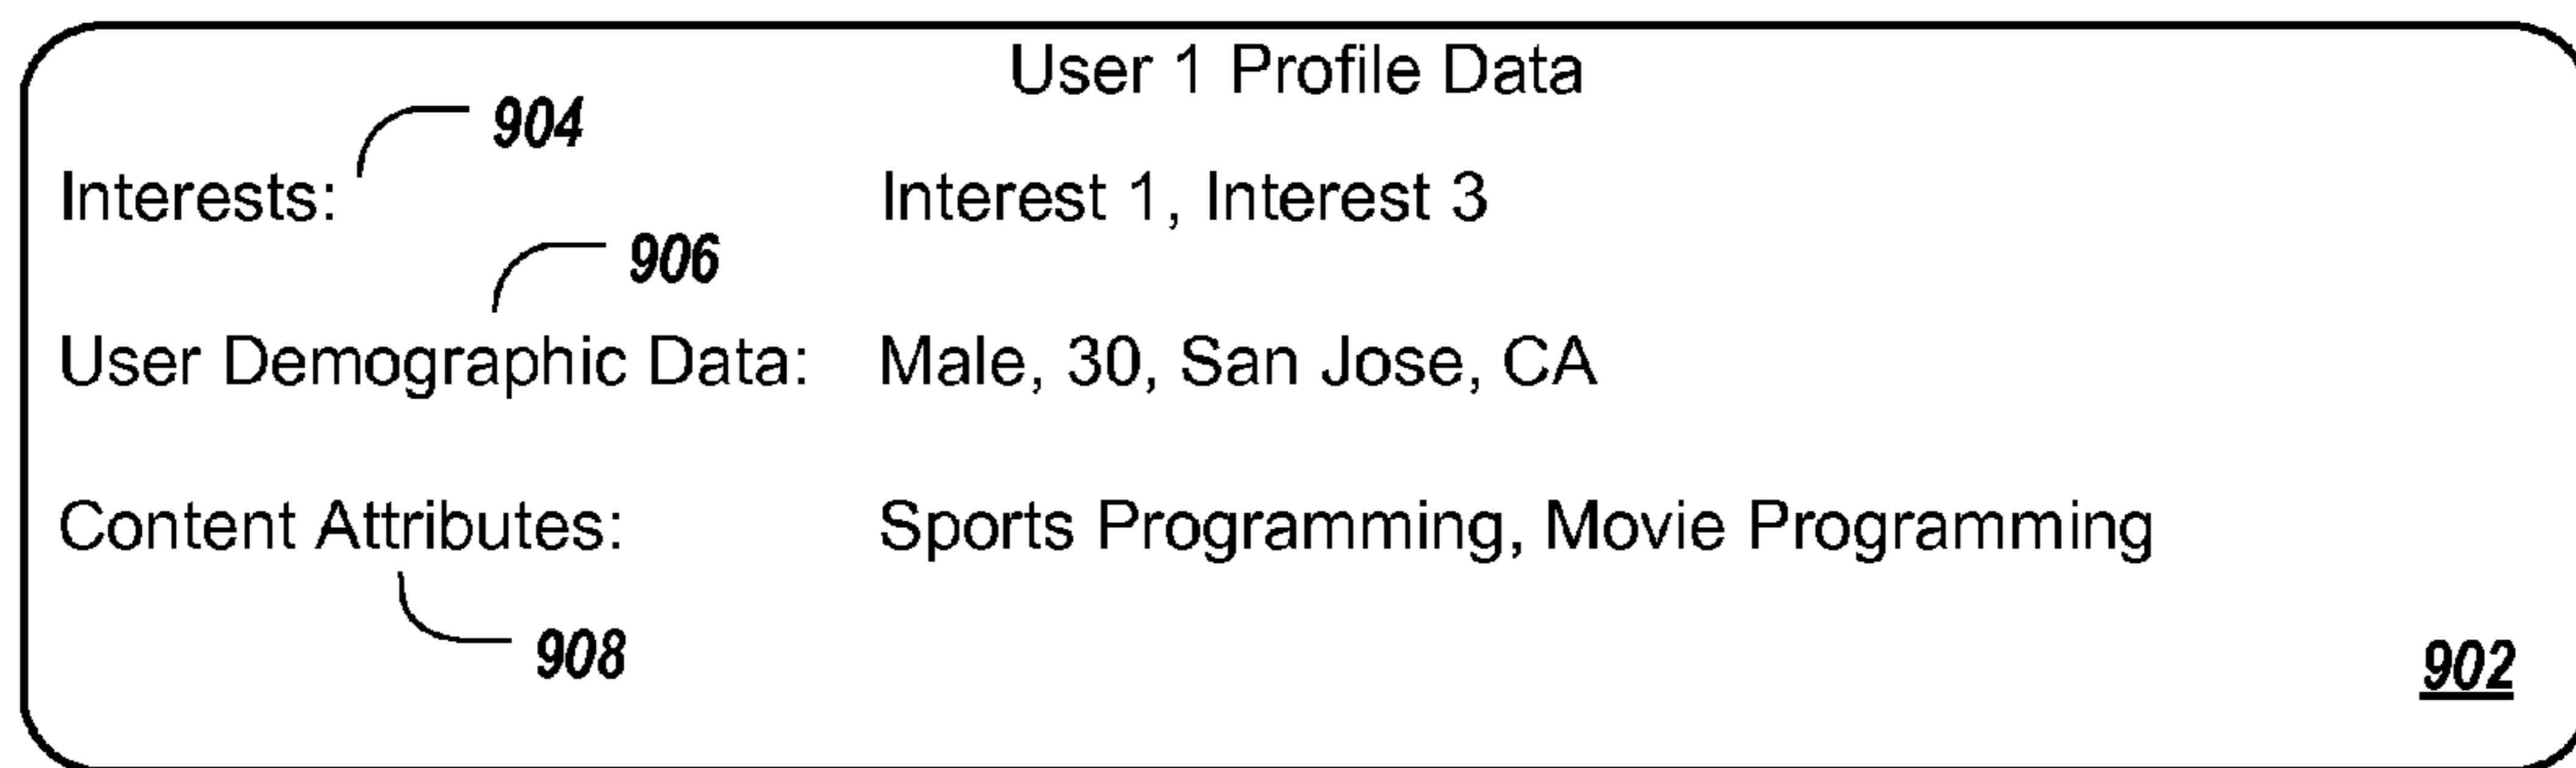 User 1 Profile Data
904
Interests: Interest 1, Interest 3
906
User Demographic Data: Male, 30, San Jose, CA
Content Attributes: Sports Programming, Movie Programming
908
902